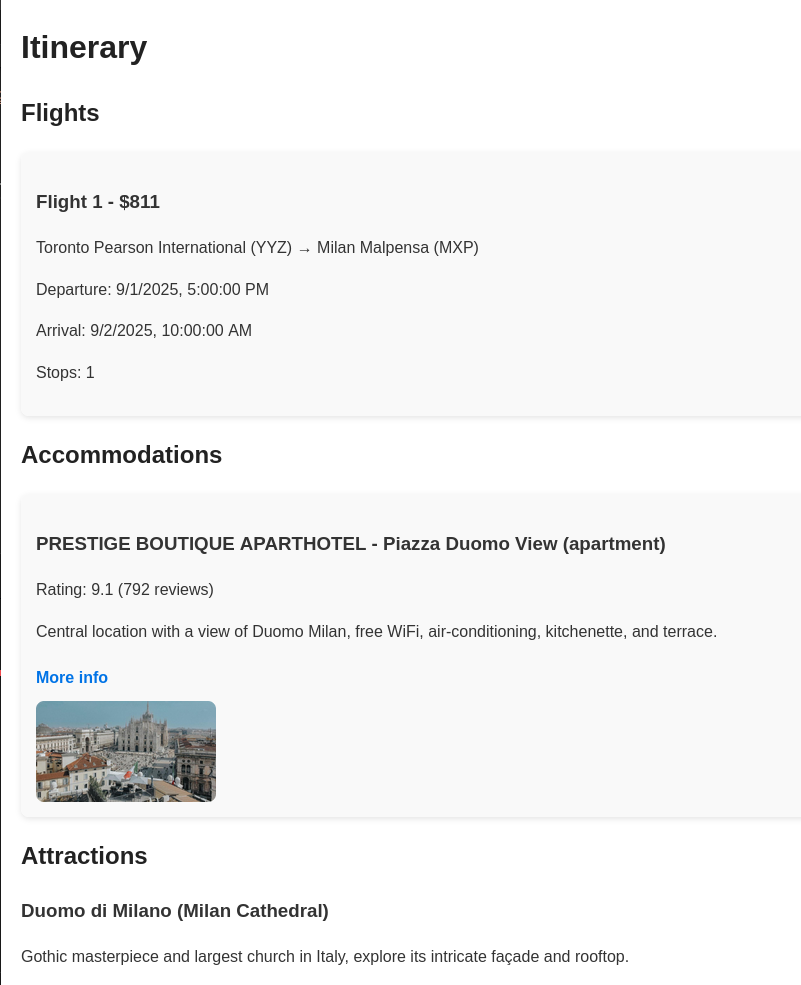 Itinerary
Flights
Flight 1 - $811
Toronto Pearson International (YYZ) → Milan Malpensa (MXP)
Departure: 9/1/2025, 5:00:00 PM
Arrival: 9/2/2025, 10:00:00 AM
Stops: 1
Accommodations
PRESTIGE BOUTIQUE APARTHOTEL - Piazza Duomo View (apartment)
Rating: 9.1 (792 reviews)
Central location with a view of Duomo Milan, free WiFi, air-conditioning, kitchenette, and terrace.
More info
Attractions
Duomo di Milano (Milan Cathedral)
Gothic masterpiece and largest church in Italy, explore its intricate façade and rooftop.